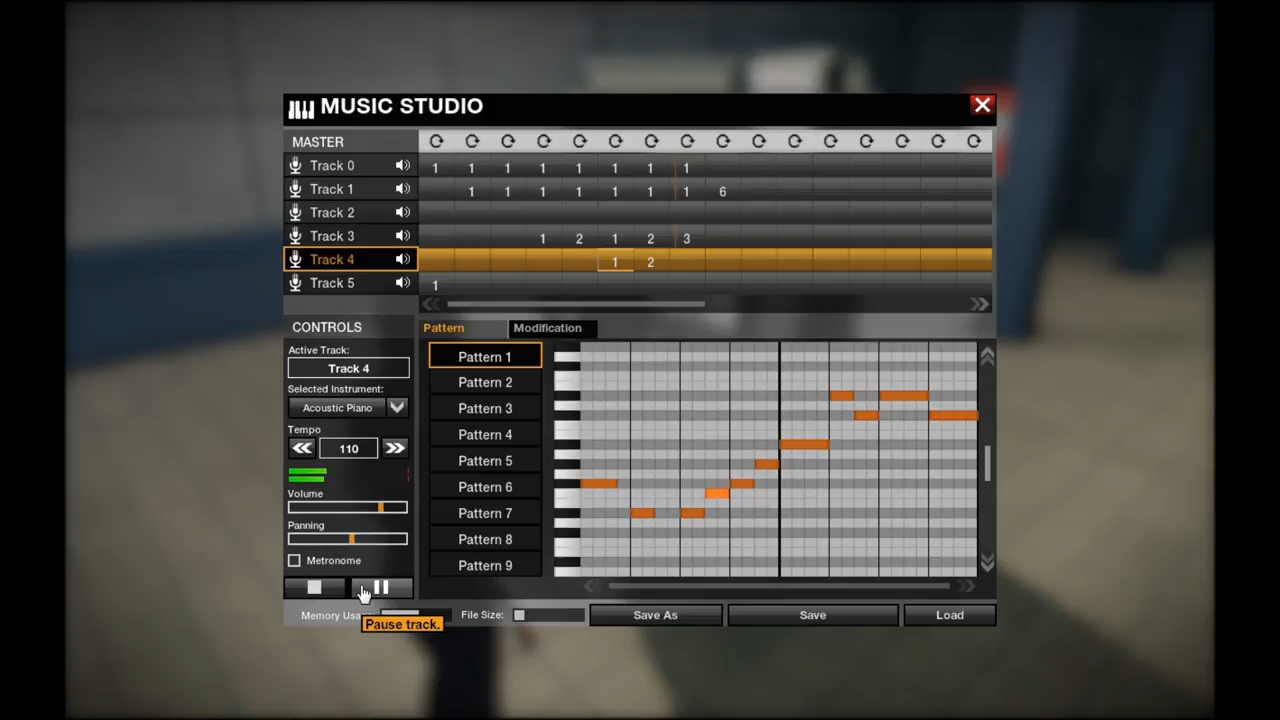 MUSIC STUDIO
MASTER
Track 0 1 1 1 1 1 1 1 1
Track 1 1 1 1 1 1 1 1 6
Track 2
Track 3 1 2 1 2 3
Track 4 1 2
Track 5 1
CONTROLS
Pattern Modification
Active Track:
Track 4
Selected Instrument:
Acoustic Piano
Tempo
110
Volume
Panning
Metronome
Pattern 1
Pattern 2
Pattern 3
Pattern 4
Pattern 5
Pattern 6
Pattern 7
Pattern 8
Pattern 9
Memory Usa
File Size:
Save As
Save
Load
Pause track.